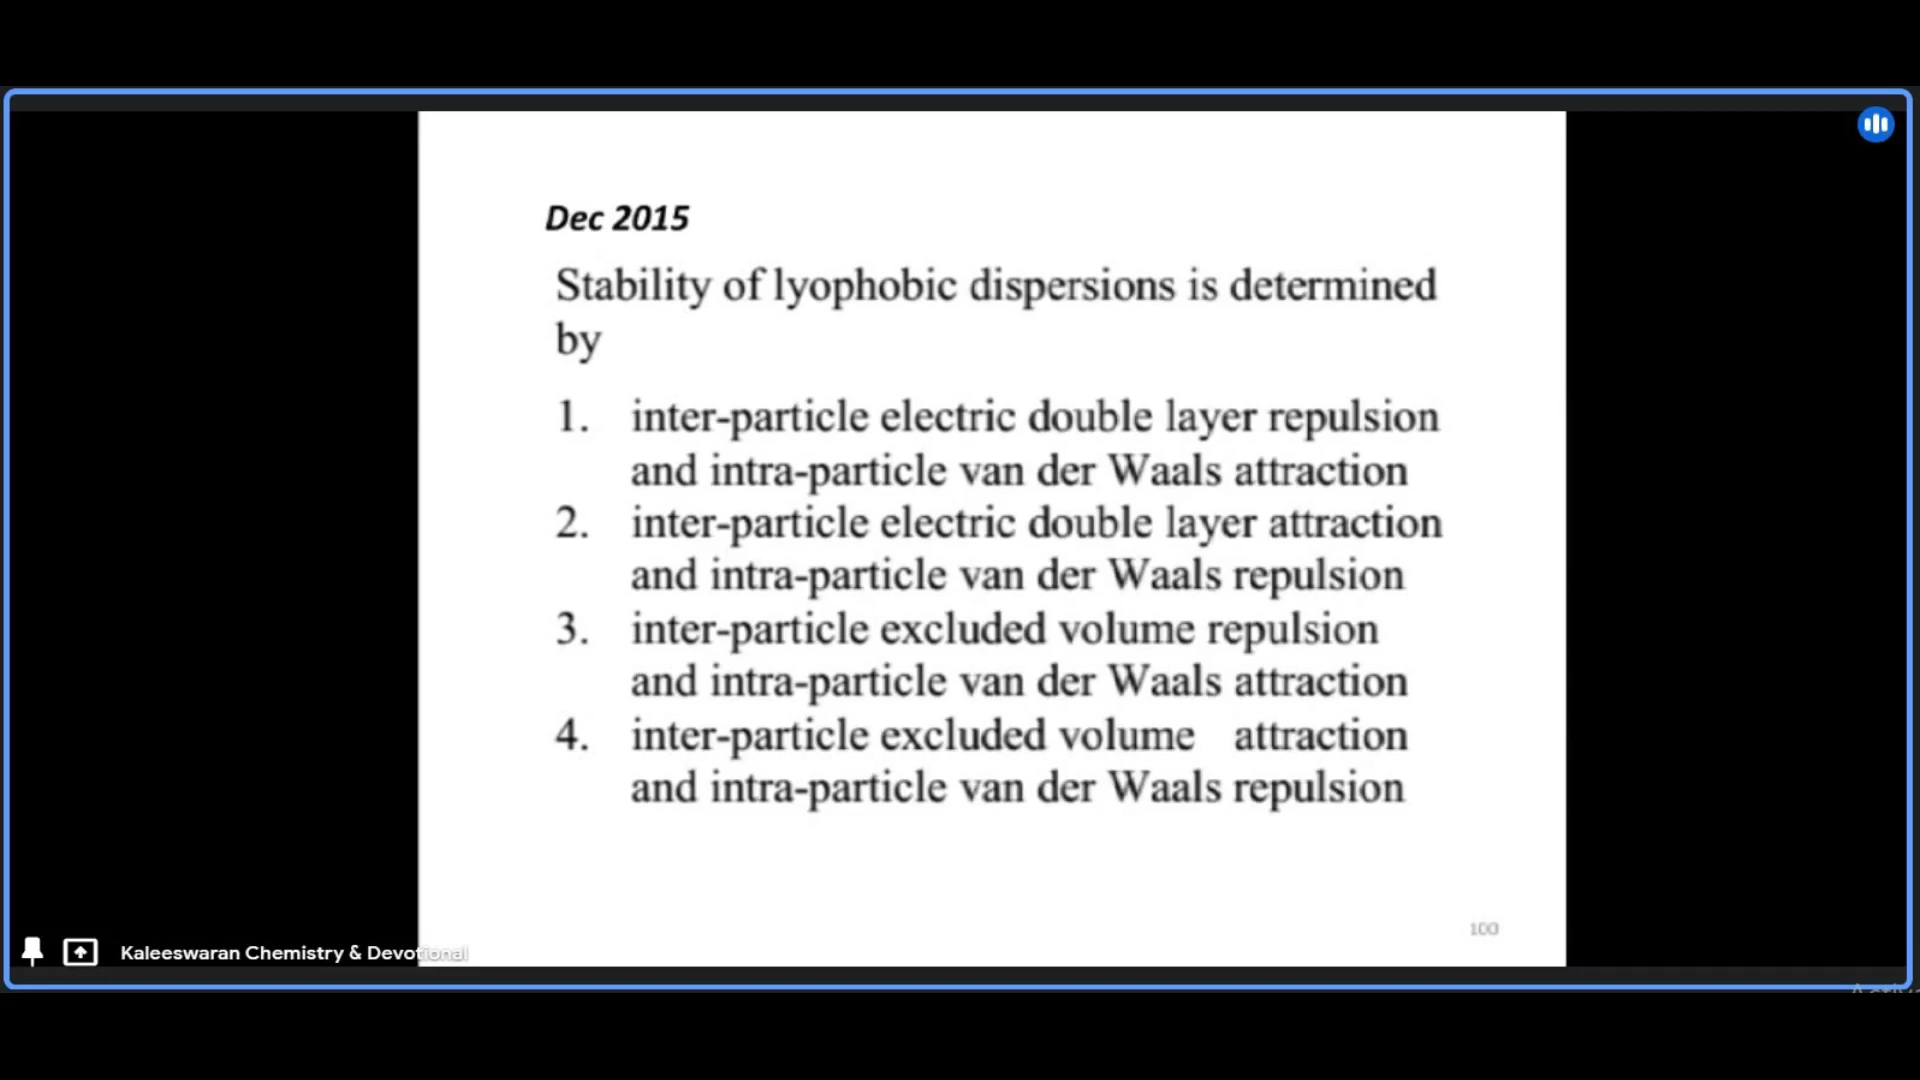 Dec 2015
Stability of lyophobic dispersions is determined
by
1. inter-particle electric double layer repulsion
and intra-particle van der Waals attraction
2. inter-particle electric double layer attraction
and intra-particle van der Waals repulsion
3. inter-particle excluded volume repulsion
and intra-particle van der Waals attraction
4. inter-particle excluded volume attraction
and intra-particle van der Waals repulsion
100
Kaleeswaran Chemistry & Devotional